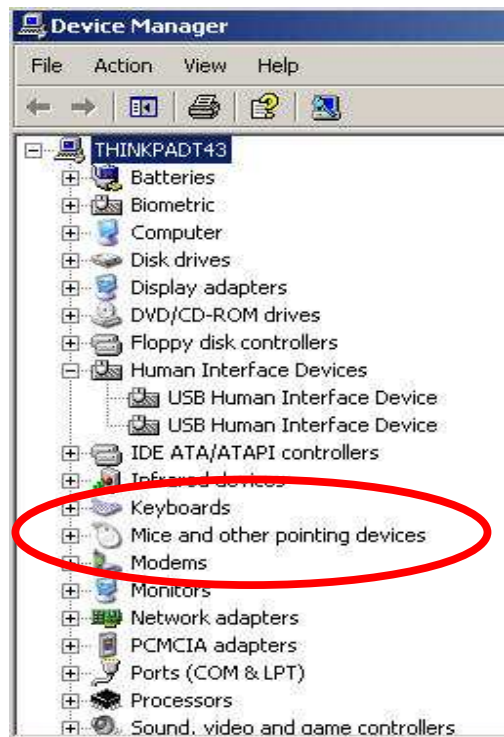 Device Manager
File Action View Help
THINKPADT43
Batteries
Biometric
Computer
Disk drives
Display adapters
DVD/CD-ROM drives
Floppy disk controllers
Human Interface Devices
USB Human Interface Device
USB Human Interface Device
IDE ATA/ATAPI controllers
Infrared devices
Keyboards
Mice and other pointing devices
Modems
Monitors
Network adapters
PCMCIA adapters
Ports (COM & LPT)
Processors
Sound, video and game controllers